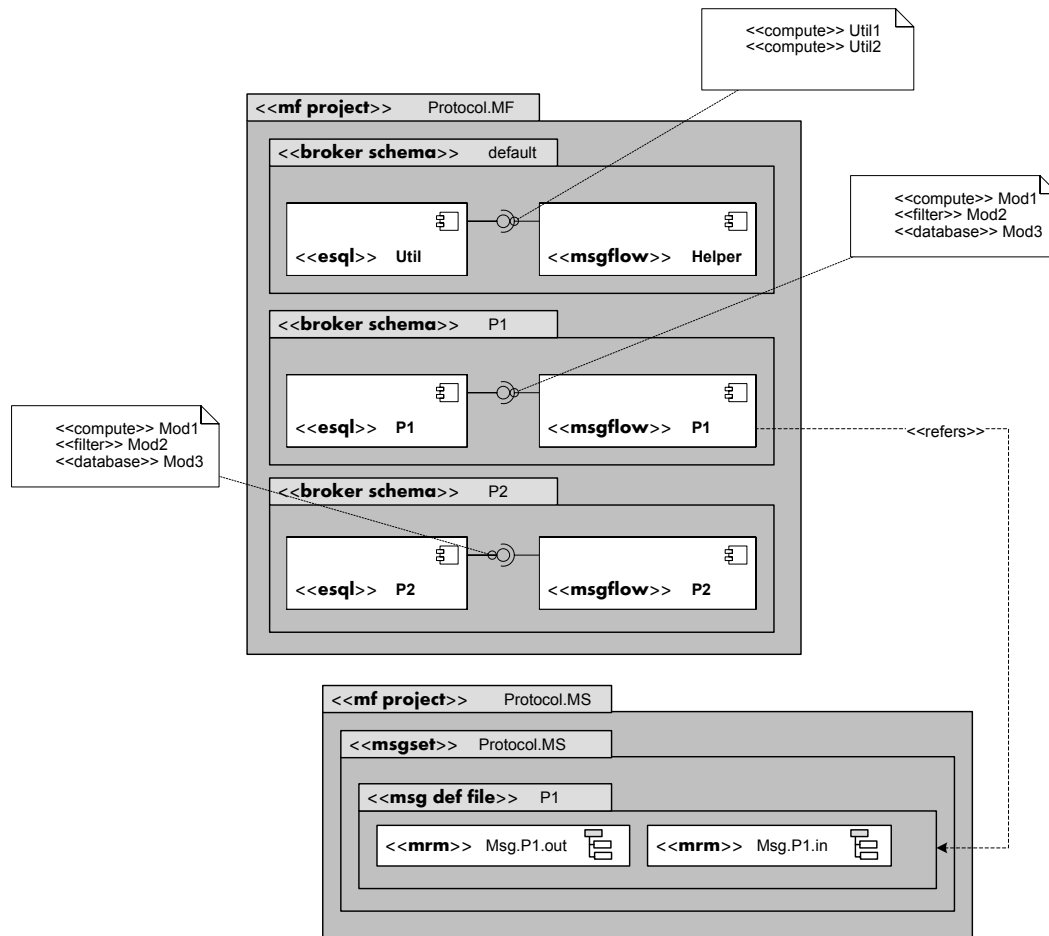 <<compute>> Util1
<<compute>> Util2
<<mf project>> Protocol.MF
<<broker schema>> default
<<esql>> Util
<<msgflow>> Helper
<<compute>> Mod1
<<filter>> Mod2
<<database>> Mod3
<<broker schema>> P1
<<esql>> P1
<<msgflow>> P1
<<refers>>
<<compute>> Mod1
<<filter>> Mod2
<<database>> Mod3
<<broker schema>> P2
<<esql>> P2
<<msgflow>> P2
<<mf project>> Protocol.MS
<<msgset>> Protocol.MS
<<msg def file>> P1
<<mrm>> Msg.P1.out
<<mrm>> Msg.P1.in